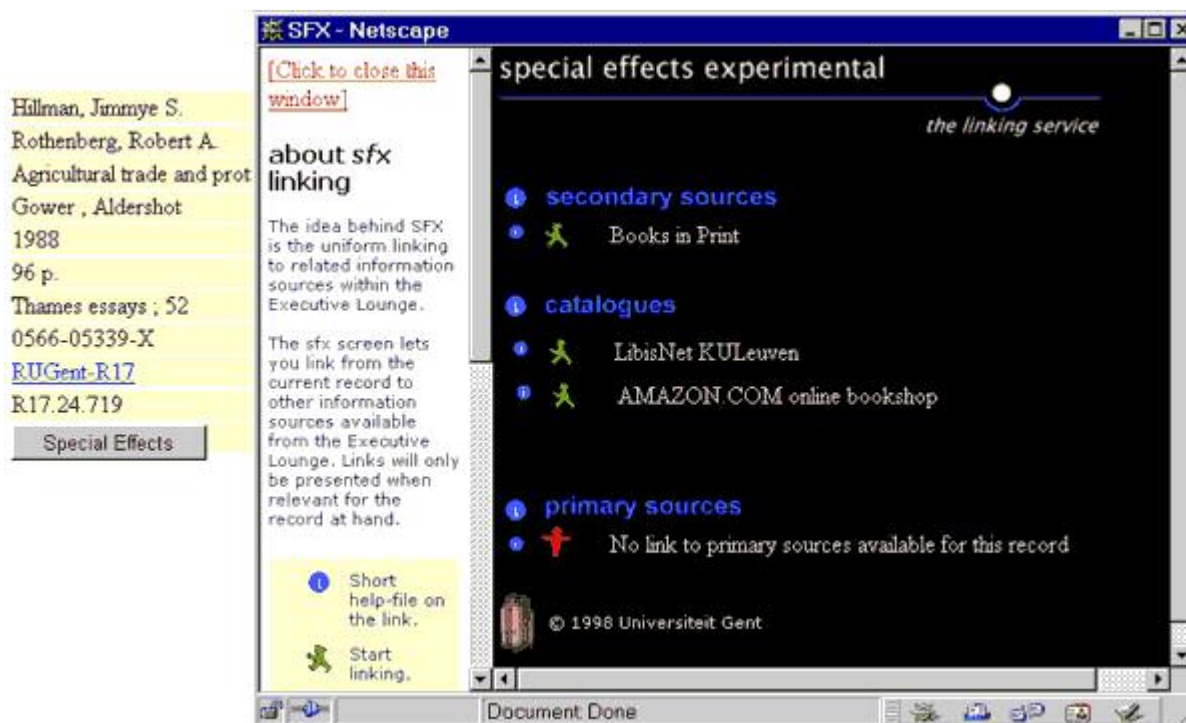 Hillman, Jimmye S.
Rothenberg, Robert A.
Agricultural trade and prot
Gower , Aldershot
1988
96 p.
Thames essays ; 52
0566-05339-X
RUGent-R17
R17.24.719
Special Effects
SFX - Netscape
[Click to close this
window]
about sfx
linking
The idea behind SFX
is the uniform linking
to related information
sources within the
Executive Lounge.
The sfx screen lets
you link from the
current record to
other information
sources available
from the Executive
Lounge. Links will only
be presented when
relevant for the
record at hand.
Short
help-file on
the link.
Start
linking.
special effects experimental
the linking service
secondary sources
Books in Print
catalogues
LibisNet KULeuven
AMAZON.COM online bookshop
primary sources
No link to primary sources available for this record
© 1998 Universiteit Gent
Document Done